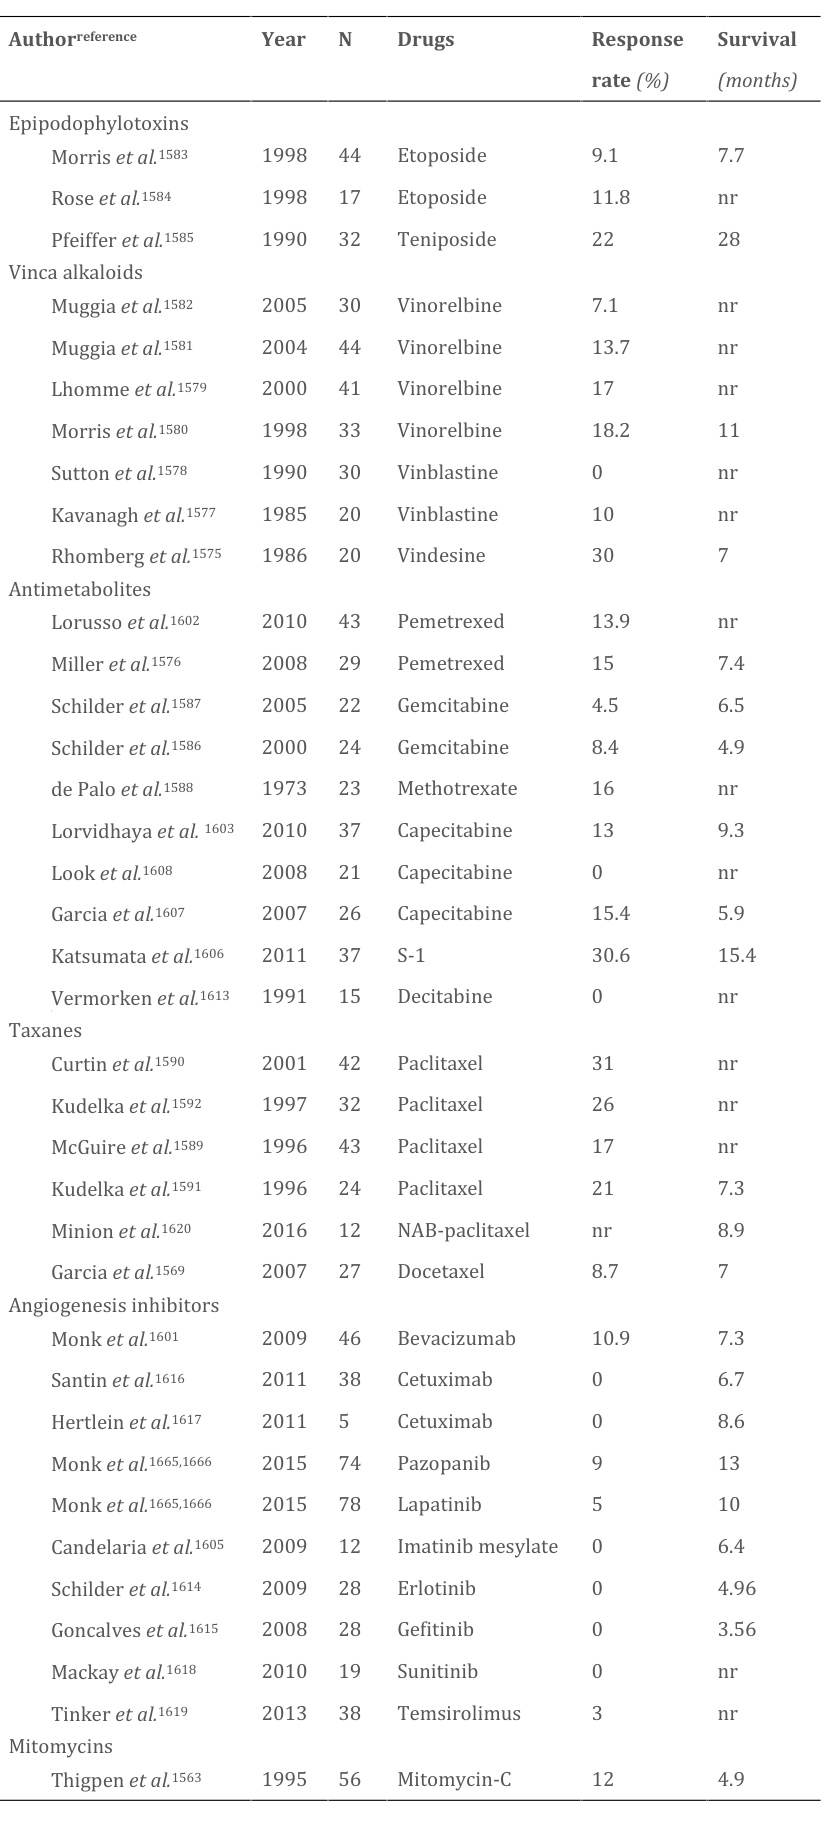 Authorreference Year N Drugs Response Survival
rate (%) (months)
Epipodophylotoxins
Morris et al.1583 1998 44 Etoposide 9.1 7.7
Rose et al.1584 1998 17 Etoposide 11.8 nr
Pfeiffer et al.1585 1990 32 Teniposide 22 28
Vinca alkaloids
Muggia et al.1582 2005 30 Vinorelbine 7.1 nr
Muggia et al.1581 2004 44 Vinorelbine 13.7 nr
Lhomme et al.1579 2000 41 Vinorelbine 17 nr
Morris et al.1580 1998 33 Vinorelbine 18.2 11
Sutton et al.1578 1990 30 Vinblastine 0 nr
Kavanagh et al.1577 1985 20 Vinblastine 10 nr
Rhomberg et al.1575 1986 20 Vindesine 30 7
Antimetabolites
Lorusso et al.1602 2010 43 Pemetrexed 13.9 nr
Miller et al.1576 2008 29 Pemetrexed 15 7.4
Schilder et al.1587 2005 22 Gemcitabine 4.5 6.5
Schilder et al.1586 2000 24 Gemcitabine 8.4 4.9
de Palo et al.1588 1973 23 Methotrexate 16 nr
Lorvidhaya et al. 1603 2010 37 Capecitabine 13 9.3
Look et al.1608 2008 21 Capecitabine 0 nr
Garcia et al.1607 2007 26 Capecitabine 15.4 5.9
Katsumata et al.1606 2011 37 S-1 30.6 15.4
Vermorken et al.1613 1991 15 Decitabine 0 nr
Taxanes
Curtin et al.1590 2001 42 Paclitaxel 31 nr
Kudelka et al.1592 1997 32 Paclitaxel 26 nr
McGuire et al.1589 1996 43 Paclitaxel 17 nr
Kudelka et al.1591 1996 24 Paclitaxel 21 7.3
Minion et al.1620 2016 12 NAB-paclitaxel nr 8.9
Garcia et al.1569 2007 27 Docetaxel 8.7 7
Angiogenesis inhibitors
Monk et al.1601 2009 46 Bevacizumab 10.9 7.3
Santin et al.1616 2011 38 Cetuximab 0 6.7
Hertlein et al.1617 2011 5 Cetuximab 0 8.6
Monk et al.1665,1666 2015 74 Pazopanib 9 13
Monk et al.1665,1666 2015 78 Lapatinib 5 10
Candelaria et al.1605 2009 12 Imatinib mesylate 0 6.4
Schilder et al.1614 2009 28 Erlotinib 0 4.96
Goncalves et al.1615 2008 28 Gefitinib 0 3.56
Mackay et al.1618 2010 19 Sunitinib 0 nr
Tinker et al.1619 2013 38 Temsirolimus 3 nr
Mitomycins
Thigpen et al.1563 1995 56 Mitomycin-C 12 4.9